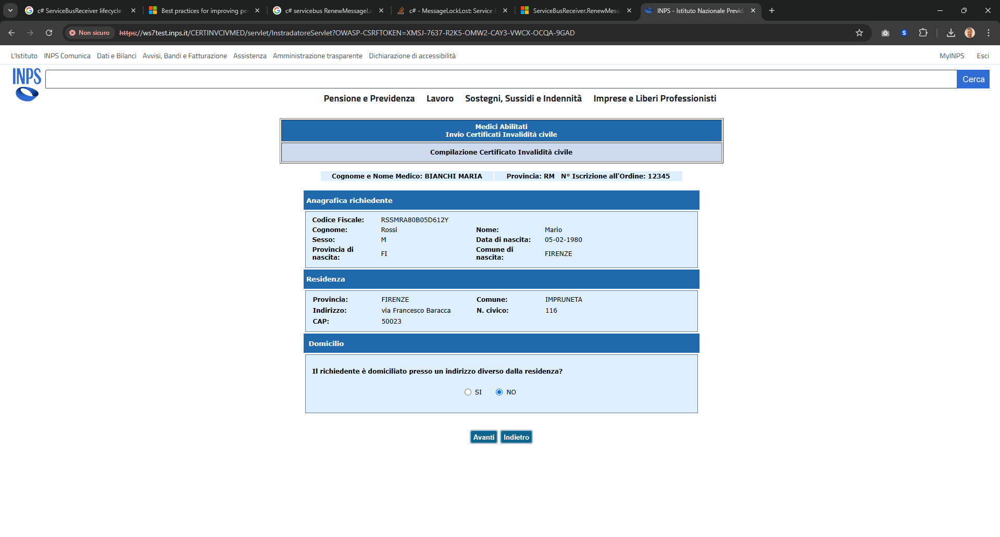 c# ServiceBusReceiver lifecycle
Best practices for improving pe
c# servicebus RenewMessageLo
c# - MessageLockLost: Service
ServiceBusReceiver.RenewMess
INPS - Istituto Nazionale Previd
Non sicuro
https://ws7test.inps.it/CERTINVCIVMED/servlet/InstradatoreServlet?OWASP-CSRFTOKEN=XMSJ-7637-R2K5-OMW2-CAY3-VWCX-OCQA-9GAD
S
L'Istituto INPS Comunica Dati e Bilanci Avvisi, Bandi e Fatturazione Assistenza Amministrazione trasparente Dichiarazione di accessibilità MyINPS Esci
INPS
Cerca
Pensione e Previdenza Lavoro Sostegni, Sussidi e Indennità Imprese e Liberi Professionisti
Medici Abilitati
Invio Certificati Invalidità civile
Compilazione Certificato Invalidità civile
Cognome e Nome Medico: BIANCHI MARIA Provincia: RM N° Iscrizione all'Ordine: 12345
Anagrafica richiedente
Codice Fiscale: RSSMRA80B05D612Y
Cognome: Rossi Nome: Mario
Sesso: M Data di nascita: 05-02-1980
Provincia di nascita: FI Comune di nascita: FIRENZE
Residenza
Provincia: FIRENZE Comune: IMPRUNETA
Indirizzo: via Francesco Baracca N. civico: 116
CAP: 50023
Domicilio
Il richiedente è domiciliato presso un indirizzo diverso dalla residenza?
SI NO
Avanti Indietro